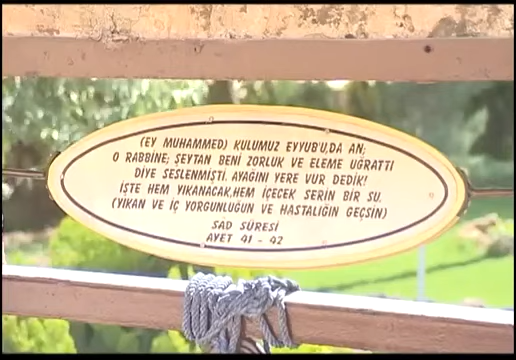 (EY MUHAMMED) KULUMUZ EYYUB'U,DA AN;
O RABBİNE; ŞEYTAN BENİ ZORLUK VE ELEME UĞRATTI
DİYE SESLENMİŞTİ. AYAĞINI YERE VUR DEDİK!
İŞTE HEM YIKANACAK,HEM İÇECEK SERİN BİR SU.
(YIKAN VE İÇ YORGUNLUĞUN VE HASTALIĞIN GEÇSİN)
SAD SÛRESİ
AYET 41 - 42